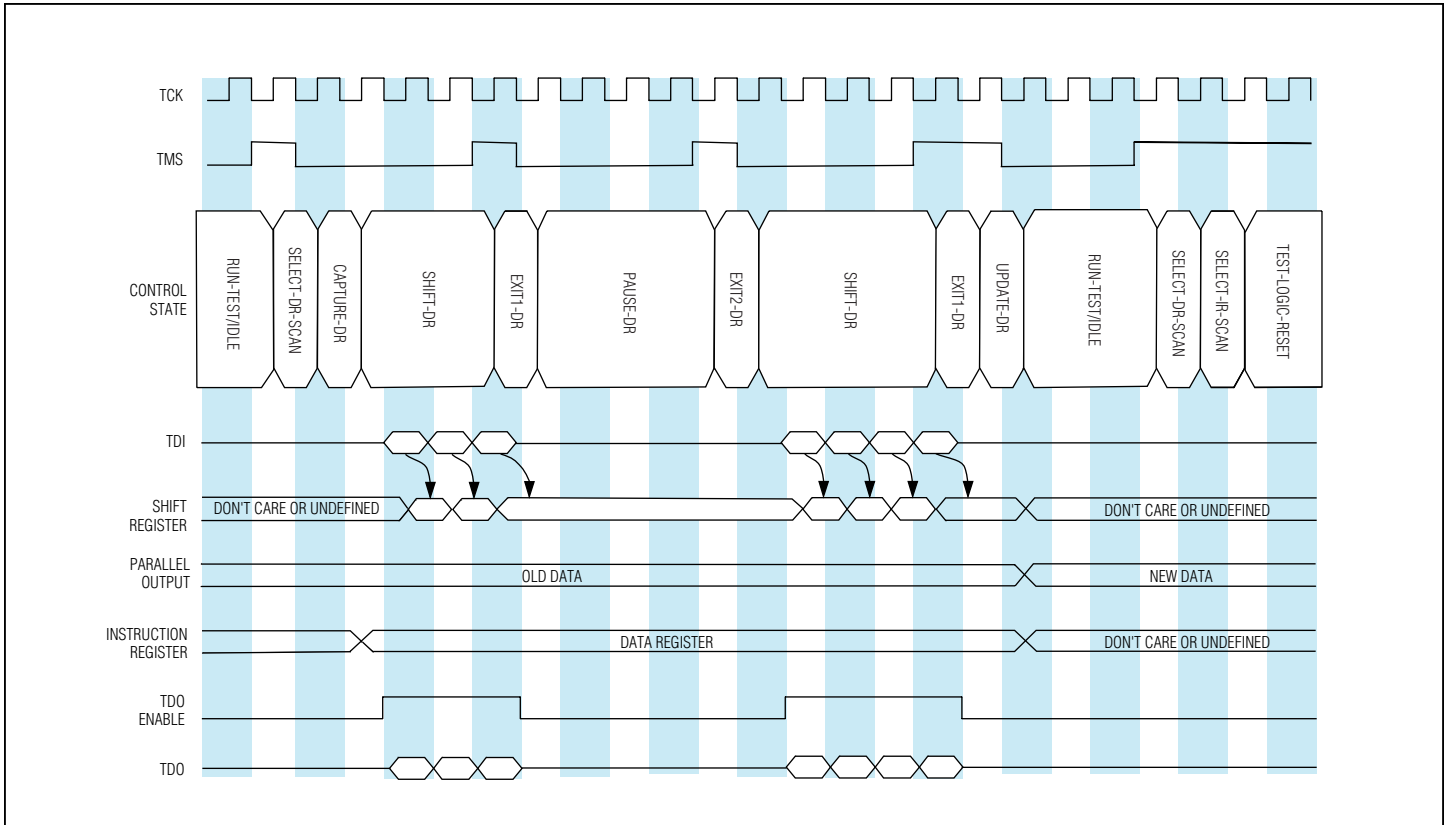 TCK
TMS
CONTROL
STATE
RUN-TEST/IDLE
SELECT-DR-SCAN
CAPTURE-DR
SHIFT-DR
EXIT1-DR
PAUSE-DR
EXIT2-DR
SHIFT-DR
EXIT1-DR
UPDATE-DR
RUN-TEST/IDLE
SELECT-DR-SCAN
SELECT-IR-SCAN
TEST-LOGIC-RESET
TDI
SHIFT
REGISTER
DON'T CARE OR UNDEFINED
DON'T CARE OR UNDEFINED
PARALLEL
OUTPUT
OLD DATA
NEW DATA
INSTRUCTION
REGISTER
DATA REGISTER
DON'T CARE OR UNDEFINED
TDO
ENABLE
TDO